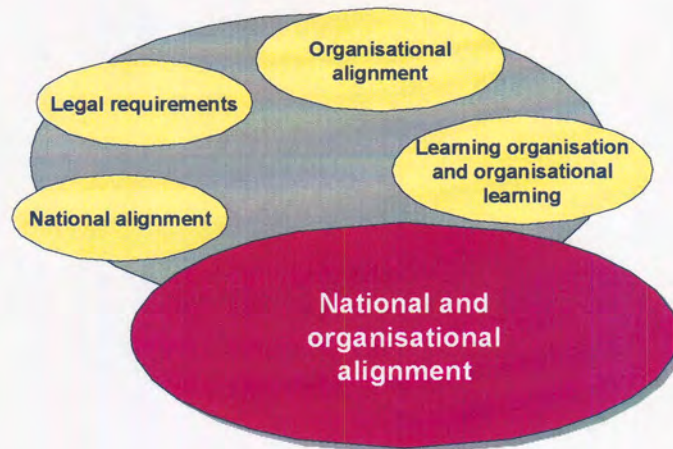 Organisational
alignment
Legal requirements
Learning organisation
and organisational
learning
National alignment
National and
organisational
alignment